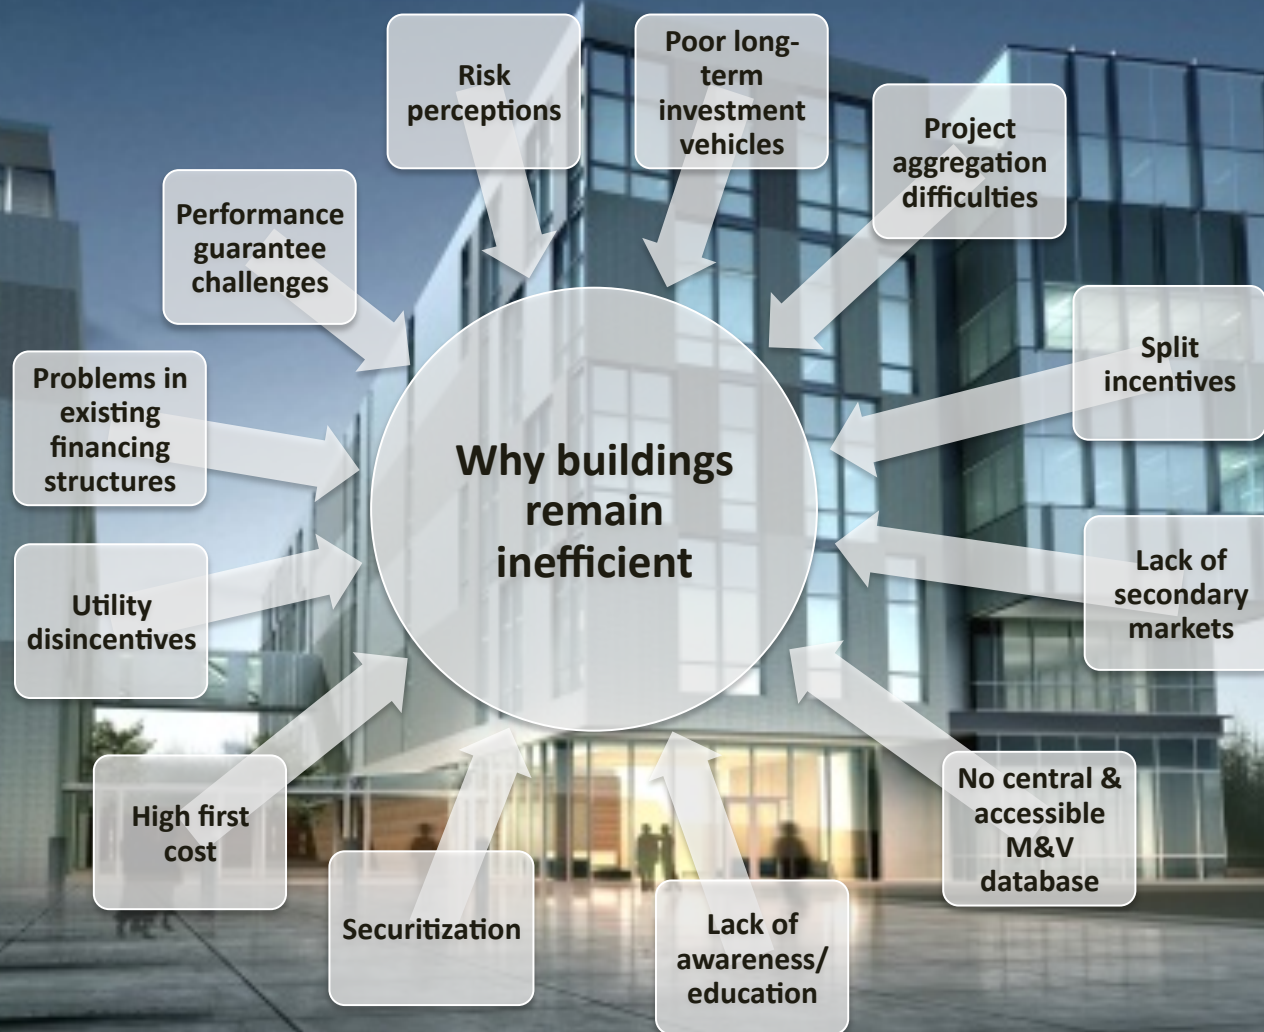 Why buildings
remain
inefficient
Risk
perceptions
Poor long-
term
investment
vehicles
Project
aggregation
difficulties
Split
incentives
Lack of
secondary
markets
No central &
accessible
M&V
database
Lack of
awareness/
education
Securitization
High first
cost
Utility
disincentives
Problems in
existing
financing
structures
Performance
guarantee
challenges